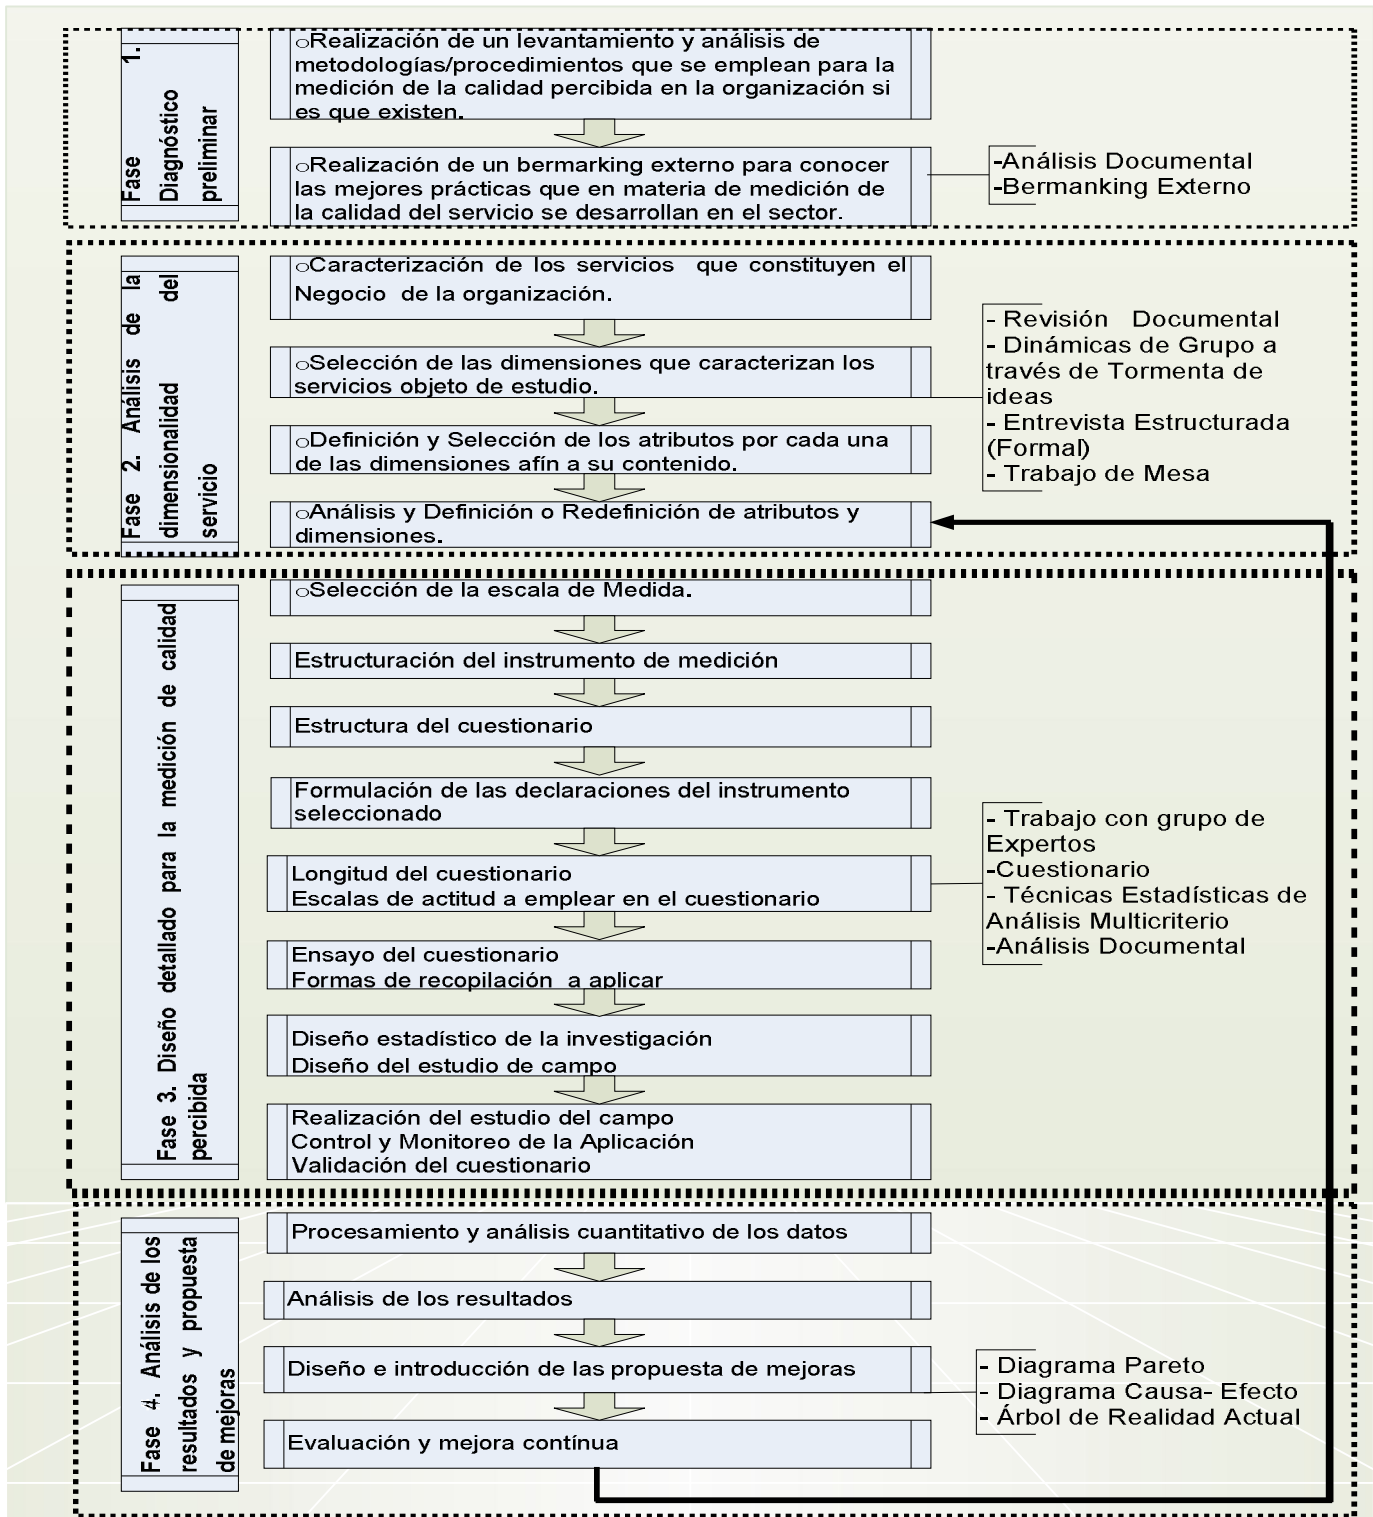 Fase 1.
Diagnóstico
preliminar
○Realización de un levantamiento y análisis de
metodologías/procedimientos que se emplean para la
medición de la calidad percibida en la organización si
es que existen.
○Realización de un bermarking externo para conocer
las mejores prácticas que en materia de medición de
la calidad del servicio se desarrollan en el sector.
-Análisis Documental
-Bermanking Externo
Fase 2. Análisis de la
dimensionalidad del
servicio
○Caracterización de los servicios que constituyen el
Negocio de la organización.
○Selección de las dimensiones que caracterizan los
servicios objeto de estudio.
○Definición y Selección de los atributos por cada una
de las dimensiones afín a su contenido.
○Análisis y Definición o Redefinición de atributos y
dimensiones.
- Revisión Documental
- Dinámicas de Grupo a
través de Tormenta de
ideas
- Entrevista Estructurada
(Formal)
- Trabajo de Mesa
Fase 3. Diseño detallado para la medición de calidad
percibida
○Selección de la escala de Medida.
Estructuración del instrumento de medición
Estructura del cuestionario
Formulación de las declaraciones del instrumento
seleccionado
Longitud del cuestionario
Escalas de actitud a emplear en el cuestionario
Ensayo del cuestionario
Formas de recopilación a aplicar
Diseño estadístico de la investigación
Diseño del estudio de campo
Realización del estudio del campo
Control y Monitoreo de la Aplicación
Validación del cuestionario
- Trabajo con grupo de
Expertos
-Cuestionario
- Técnicas Estadísticas de
Análisis Multicriterio
-Análisis Documental
Fase 4. Análisis de los
resultados y propuesta
de mejoras
Procesamiento y análisis cuantitativo de los datos
Análisis de los resultados
Diseño e introducción de las propuesta de mejoras
Evaluación y mejora contínua
- Diagrama Pareto
- Diagrama Causa- Efecto
- Árbol de Realidad Actual